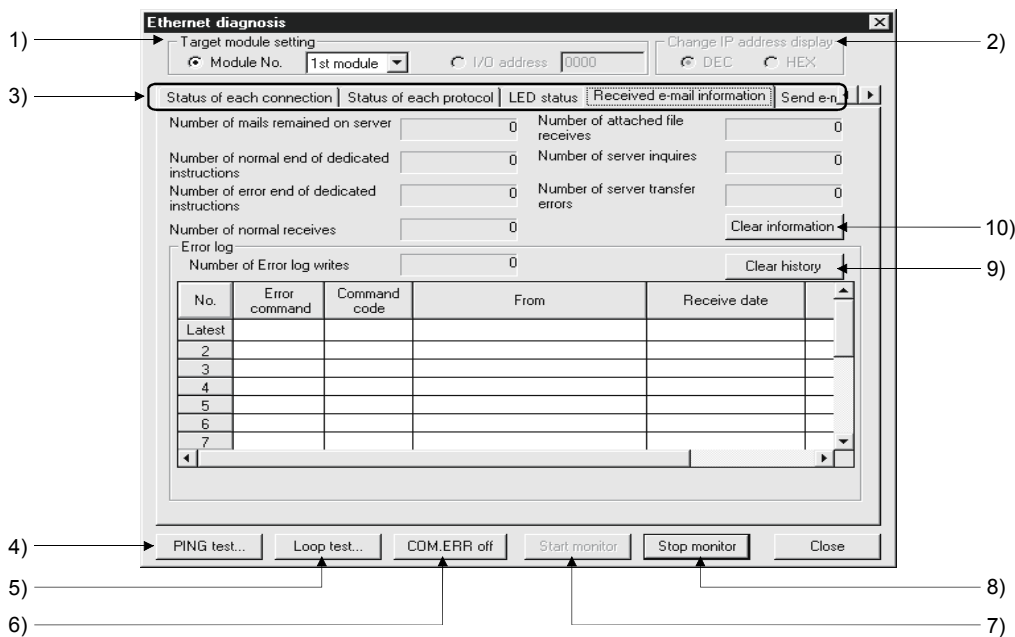 Ethernet diagnosis
1)
Target module setting
Module No.
1st module
I/O address
0000
Change IP address display
DEC
HEX
2)
3)
Status of each connection
Status of each protocol
LED status
Received e-mail information
Send e-m
Number of mails remained on server
0
Number of attached file
receives
0
Number of normal end of dedicated
instructions
0
Number of server inquires
0
Number of error end of dedicated
instructions
0
Number of server transfer
errors
0
Number of normal receives
0
Clear information
10)
Error log
Number of Error log writes
0
Clear history
9)
No.
Error
command
Command
code
From
Receive date
Latest
2
3
4
5
6
7
4)
PING test...
Loop test...
COM.ERR off
Start monitor
Stop monitor
Close
5)
8)
6)
7)